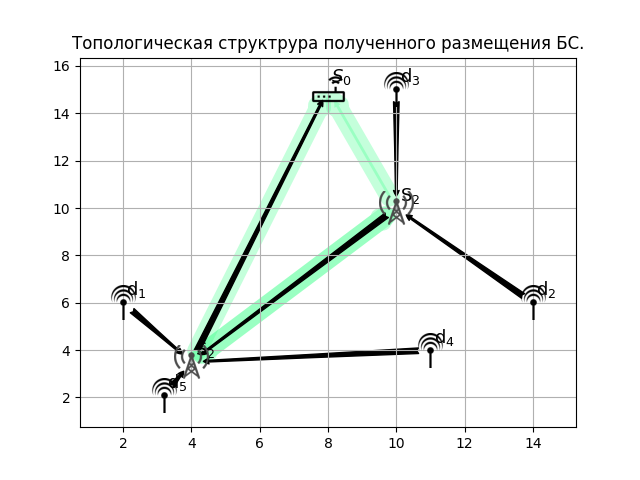 Топологическая структрура полученного размещения БС.
16
14
12
10
8
6
4
2
s₀
d₃
s₂
d₁
d₂
d₄
2 4 6 8 10 12 14